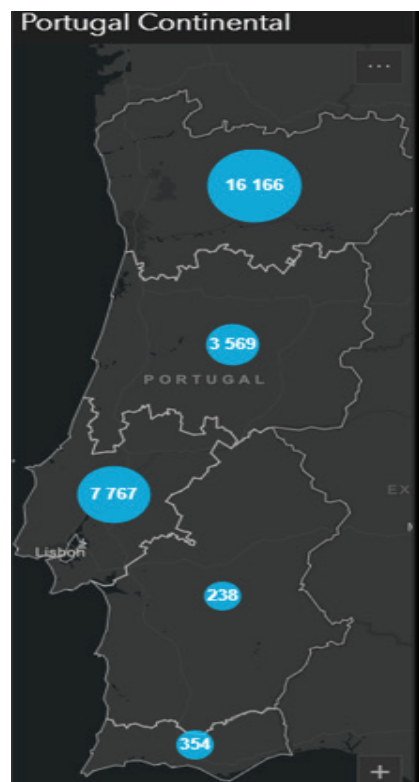 Portugal Continental
...
16 166
3 569
PORTUGAL
7 767
EX
Lisbon
238
354
+